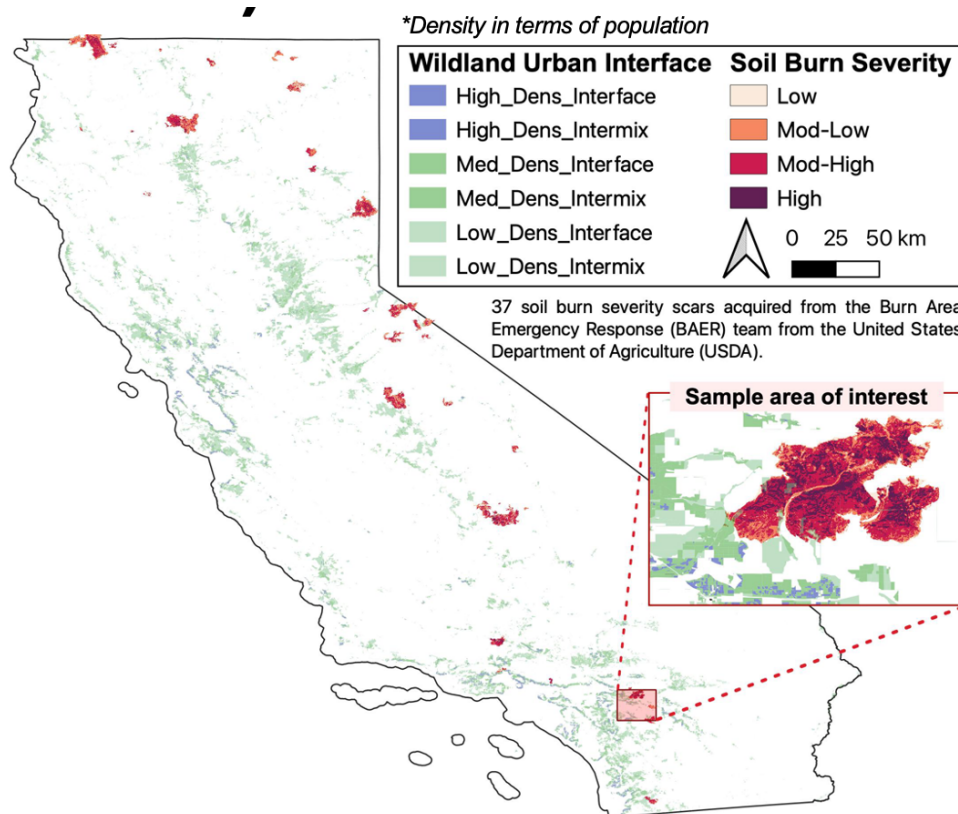 *Density in terms of population
Wildland Urban Interface
High_Dens_Interface
High_Dens_Intermix
Med_Dens_Interface
Med_Dens_Intermix
Low_Dens_Interface
Low_Dens_Intermix
Soil Burn Severity
Low
Mod-Low
Mod-High
High
0 25 50 km
37 soil burn severity scars acquired from the Burn Area
Emergency Response (BAER) team from the United States
Department of Agriculture (USDA).
Sample area of interest